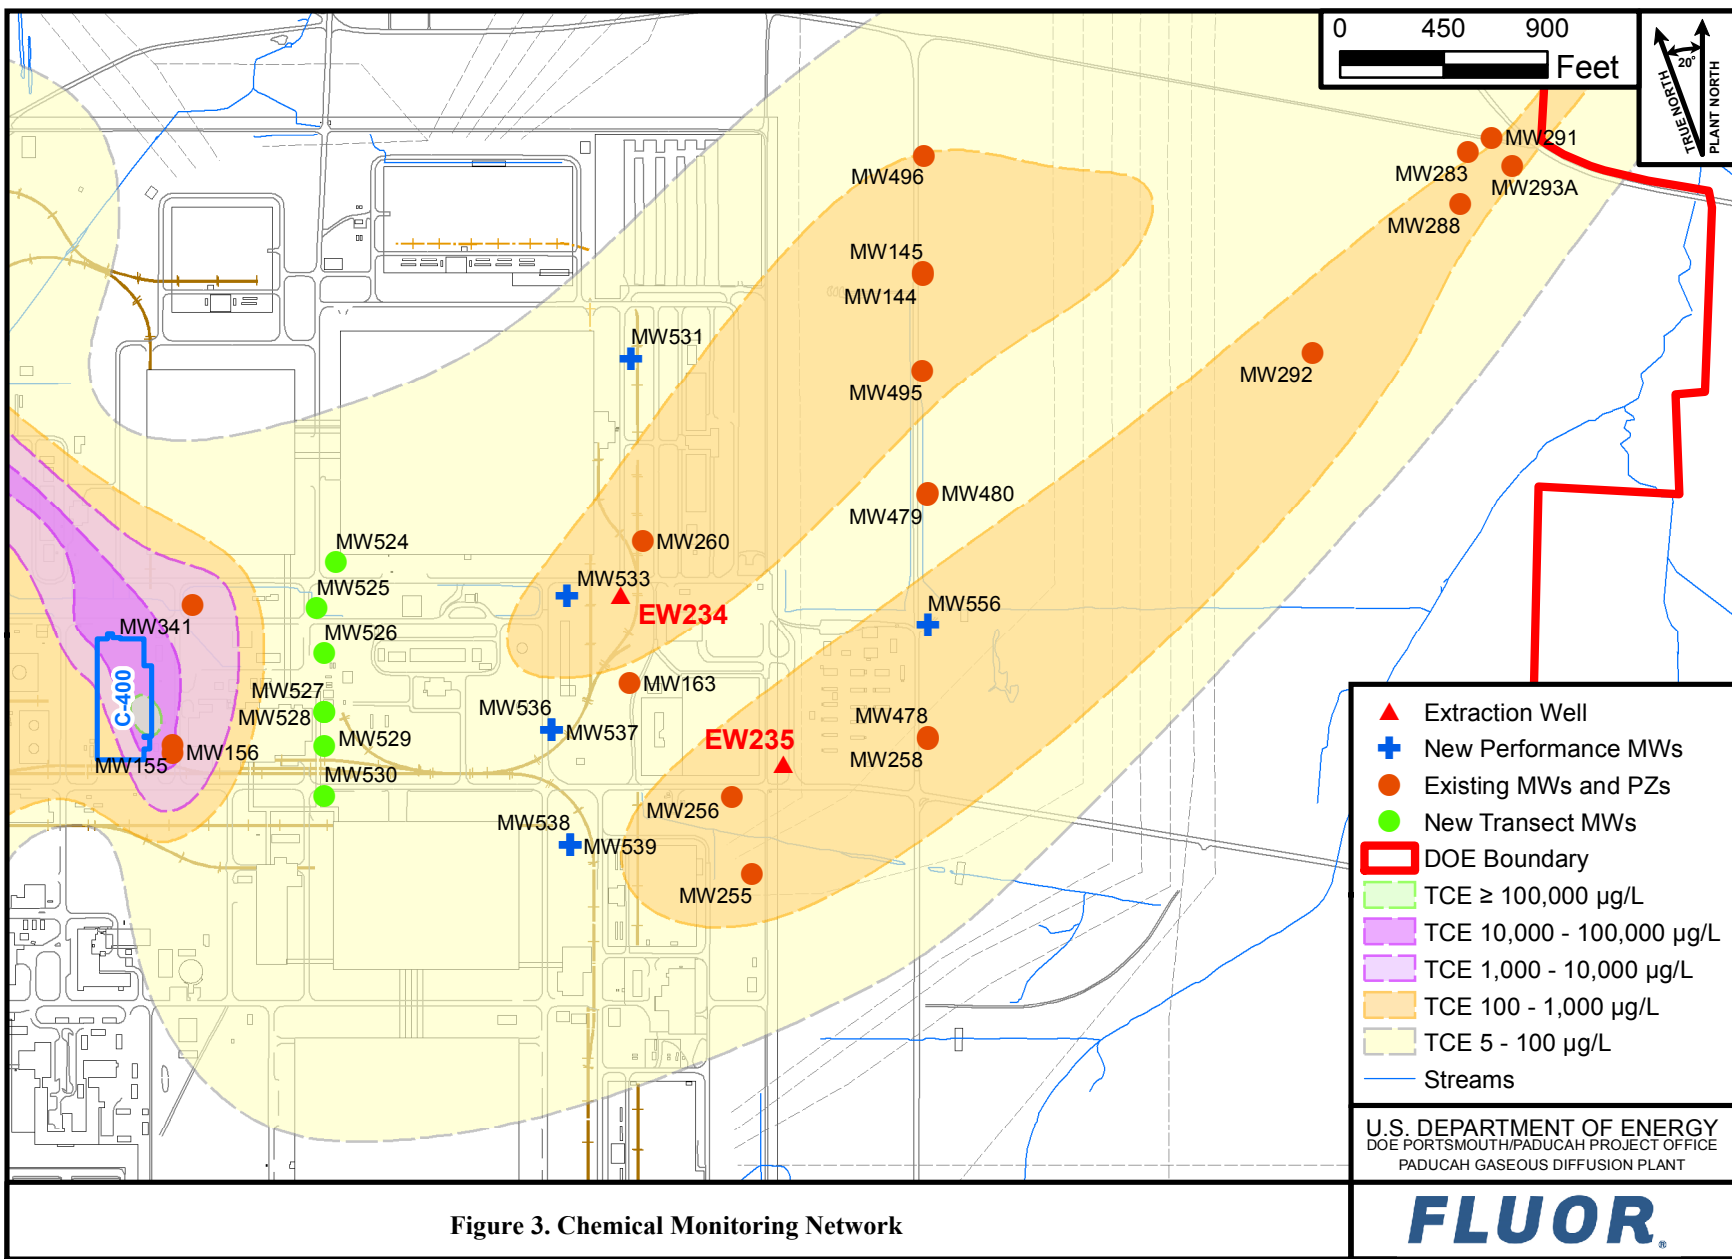 0 450 900
Feet
20°
TRUE NORTH
PLANT NORTH
MW291
MW283
MW293A
MW288
MW496
MW145
MW144
MW531
MW292
MW495
MW480
MW479
MW524
MW260
MW525
MW533
EW234
MW556
MW341
MW526
C-400
MW527
MW163
MW528
MW536
MW537
MW478
EW235
MW529
MW156
MW155
MW258
MW530
MW256
MW538
MW539
MW255
Extraction Well
New Performance MWs
Existing MWs and PZs
New Transect MWs
DOE Boundary
TCE ≥ 100,000 µg/L
TCE 10,000 - 100,000 µg/L
TCE 1,000 - 10,000 µg/L
TCE 100 - 1,000 µg/L
TCE 5 - 100 µg/L
Streams
U.S. DEPARTMENT OF ENERGY
DOE PORTSMOUTH/PADUCAH PROJECT OFFICE
PADUCAH GASEOUS DIFFUSION PLANT
Figure 3. Chemical Monitoring Network
FLUOR®